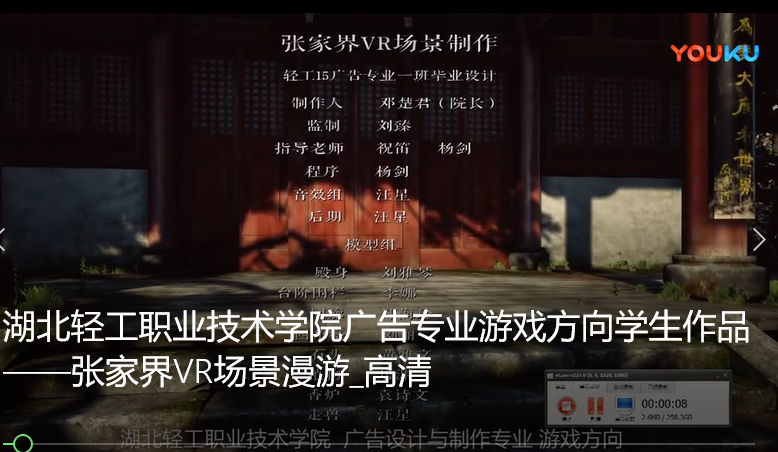 张家界VR场景制作
YOUKU
轻工15广告专业一班毕业设计
制作人 邓楚君（院长）
监制 刘臻
指导老师 祝笛 杨剑
程序 杨剑
音效组 汪星
后期 汪星
模型组
殿身 刘雅琴
台阶围栏 李娜
湖北轻工职业技术学院广告专业游戏方向学生作品
——张家界VR场景漫游_高清
香炉 袁诗文
走兽 汪星
00:00:08
湖北轻工职业技术学院 广告设计与制作专业 游戏方向